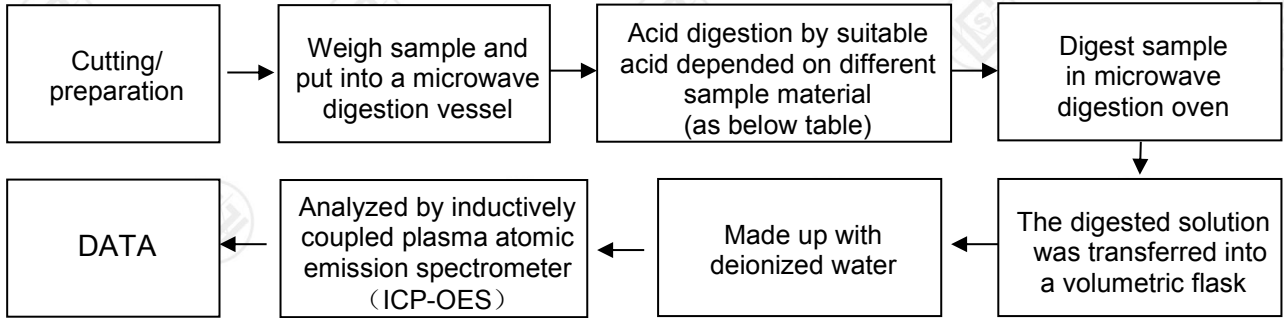 Cutting/
preparation
Weigh sample and
put into a microwave
digestion vessel
Acid digestion by suitable
acid depended on different
sample material
(as below table)
Digest sample
in microwave
digestion oven
The digested solution
was transferred into
a volumetric flask
Made up with
deionized water
Analyzed by inductively
coupled plasma atomic
emission spectrometer
（ICP-OES）
DATA